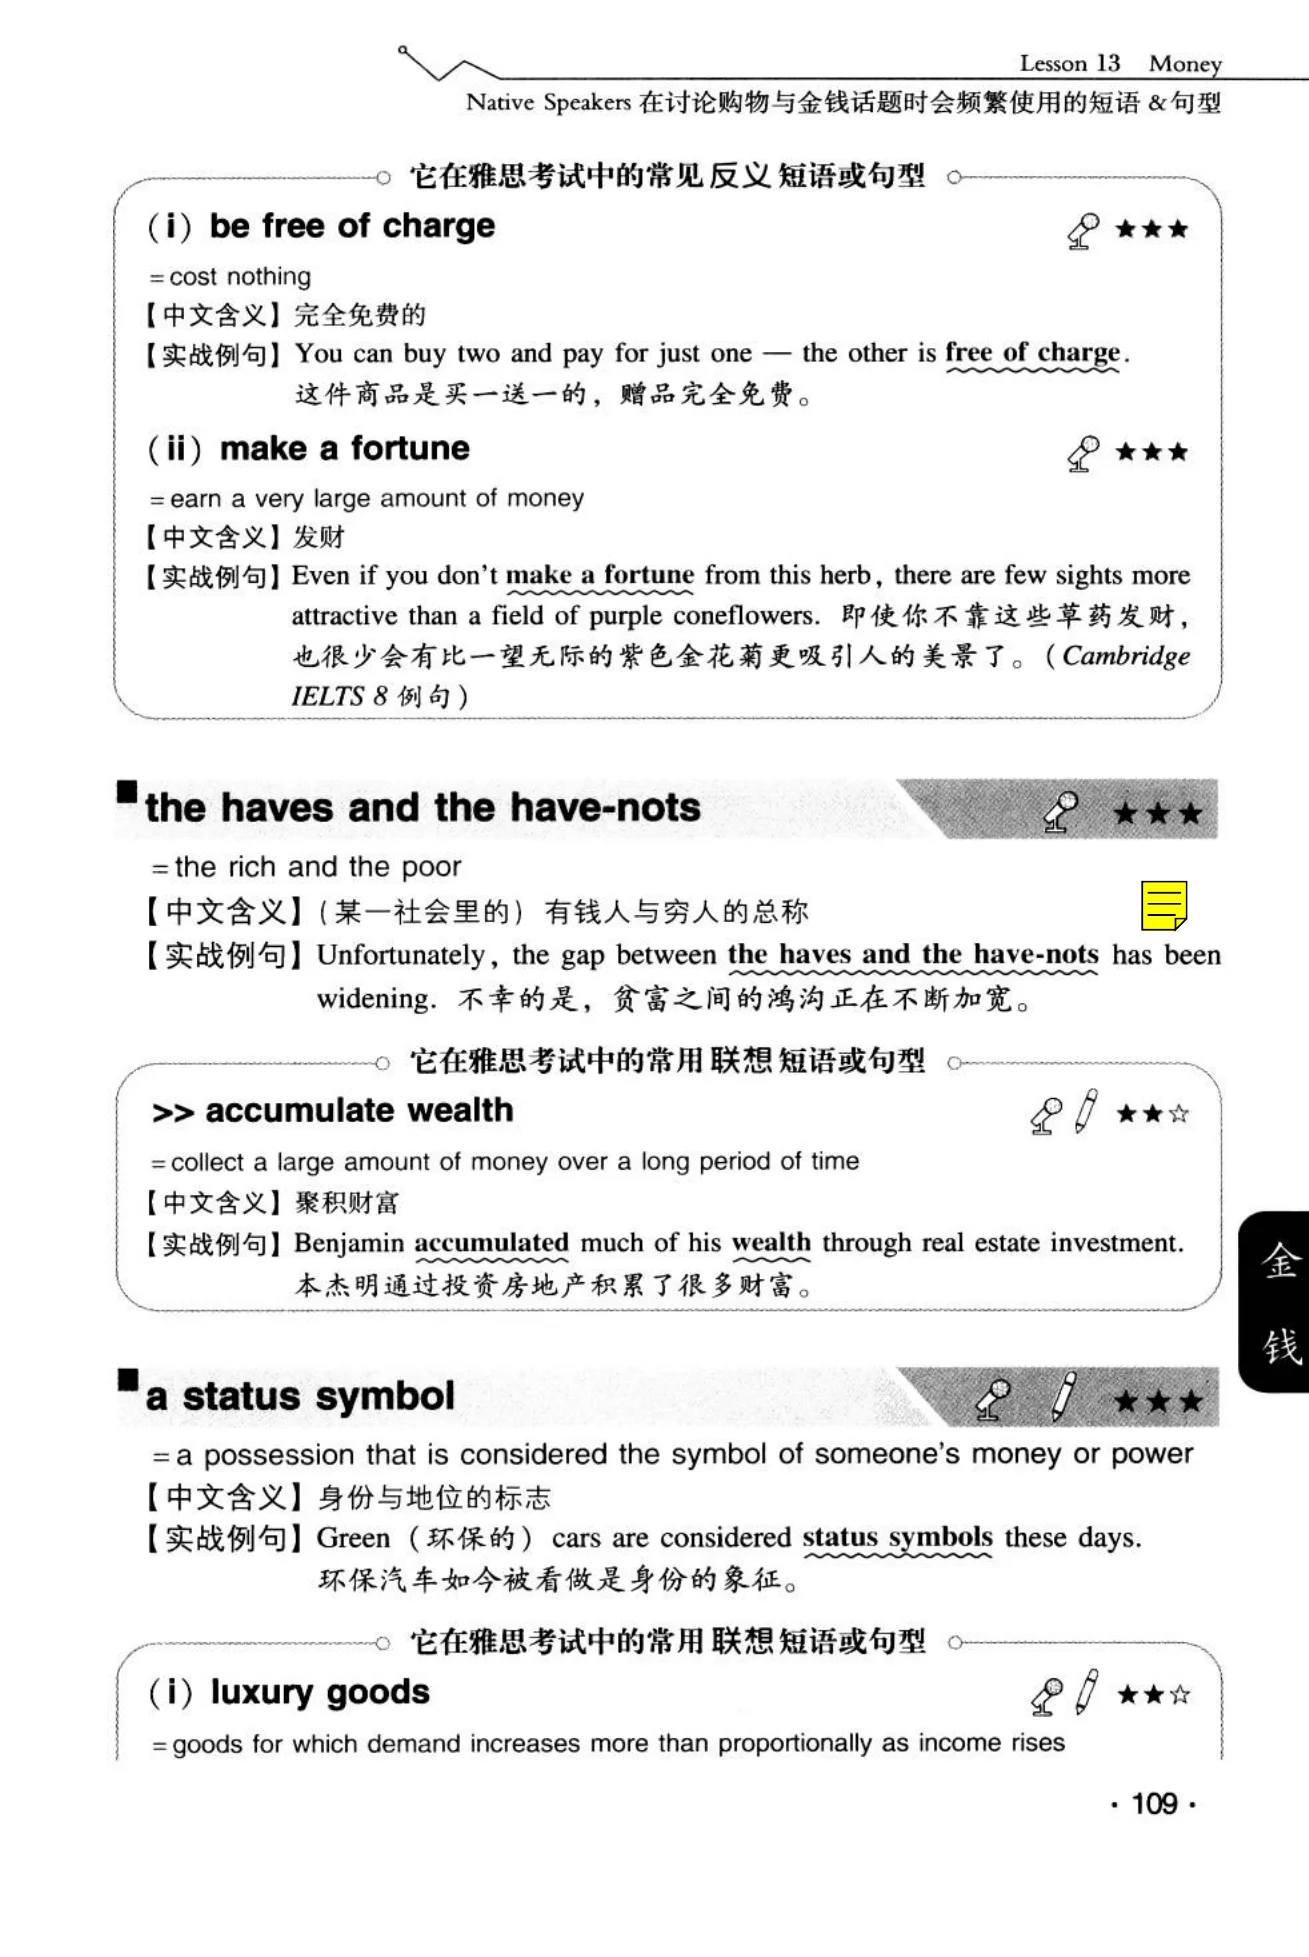 Lesson 13 Money
Native Speakers 在讨论购物与金钱话题时会频繁使用的短语 & 句型
它在雅思考试中的常见反义短语或句型
(i) be free of charge ★★★
=cost nothing
【中文含义】完全免费的
【实战例句】You can buy two and pay for just one — the other is free of charge.
这件商品是买一送一的，赠品完全免费。
(ii) make a fortune ★★★
=earn a very large amount of money
【中文含义】发财
【实战例句】Even if you don't make a fortune from this herb, there are few sights more
attractive than a field of purple coneflowers. 即使你不靠这些草药发财，
也很少会有比一望无际的紫色金花菊更吸引人的美景了。(Cambridge
IELTS 8 例句)
■ the haves and the have-nots ★★★
=the rich and the poor
【中文含义】(某一社会里的) 有钱人与穷人的总称
【实战例句】Unfortunately, the gap between the haves and the have-nots has been
widening. 不幸的是，贫富之间的鸿沟正在不断加宽。
它在雅思考试中的常用联想短语或句型
>> accumulate wealth ★★☆
=collect a large amount of money over a long period of time
【中文含义】聚积财富
【实战例句】Benjamin accumulated much of his wealth through real estate investment.
本杰明通过投资房地产积累了很多财富。
■ a status symbol ★★★
=a possession that is considered the symbol of someone's money or power
【中文含义】身份与地位的标志
【实战例句】Green (环保的) cars are considered status symbols these days.
环保汽车如今被看做是身份的象征。
它在雅思考试中的常用联想短语或句型
(i) luxury goods ★★☆
=goods for which demand increases more than proportionally as income rises
金
钱
· 109 ·